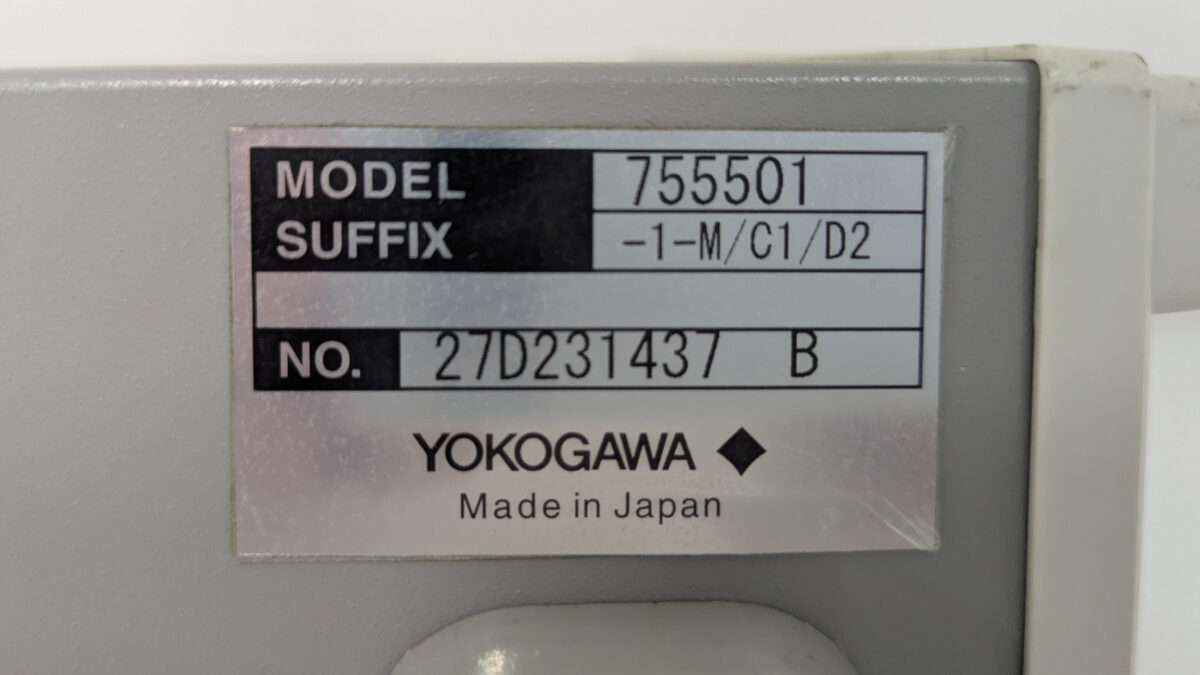 MODEL 755501
SUFFIX -1-M/C1/D2
NO. 27D231437 B
YOKOGAWA
Made in Japan